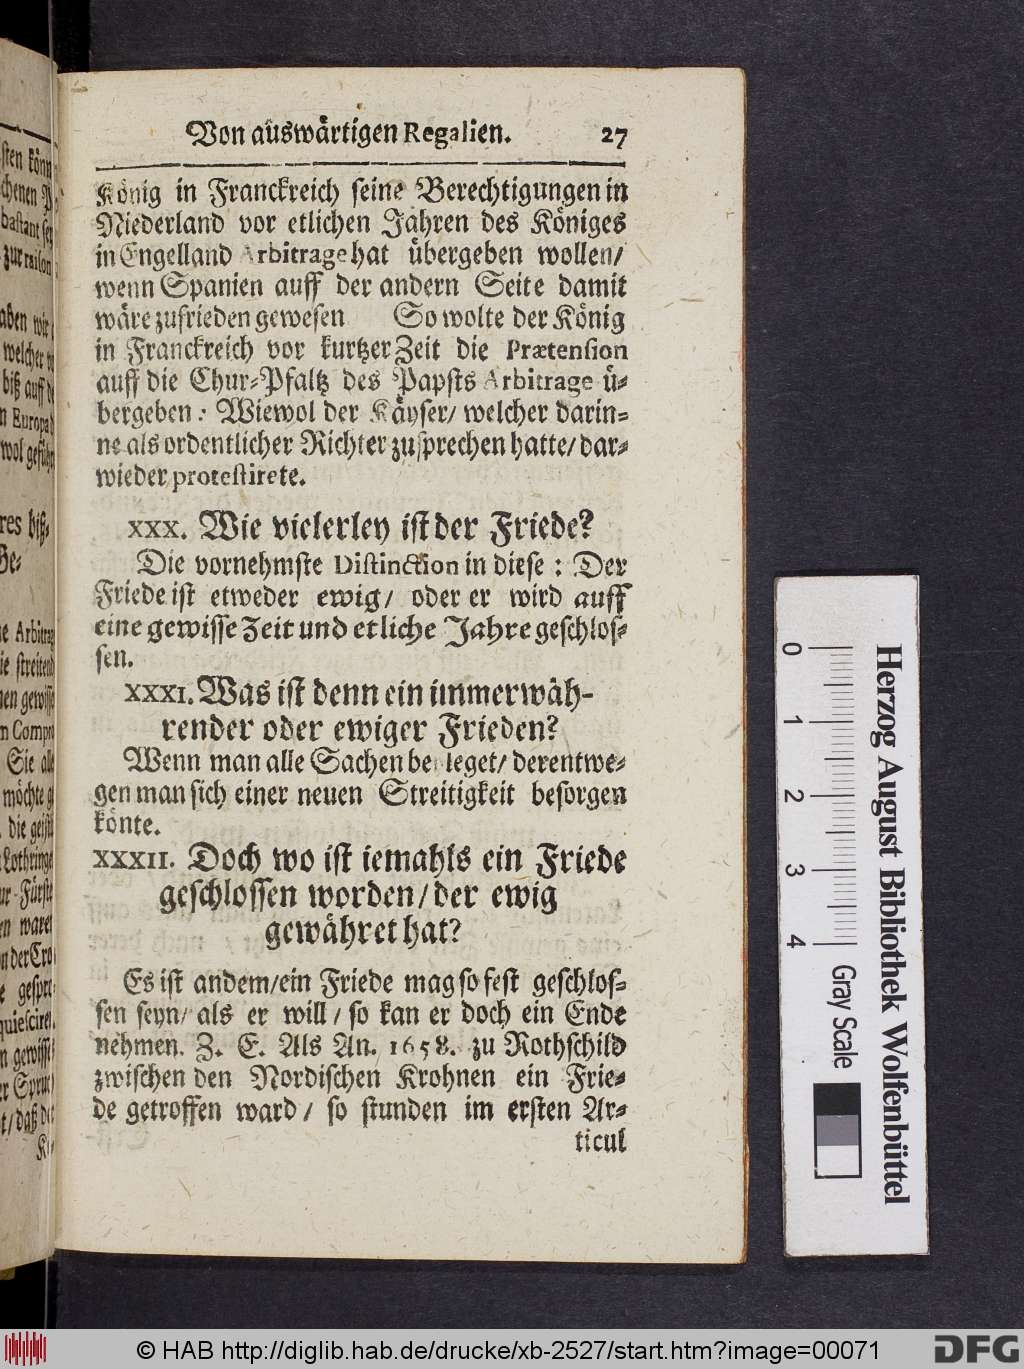 Von auswärtigen Regalien. 27
König in Franckreich seine Berechtigungen in
Niederland vor etlichen Jahren des Königes
in Engelland Arbitrage hat übergeben wollen/
wenn Spanien auff der andern Seite damit
wäre zufrieden gewesen So wolte der König
in Franckreich vor kurtzer Zeit die Prætension
auff die Chur-Pfaltz des Papsts Arbitrage ü-
bergeben: Wiewol der Käyser/ welcher darin-
ne als ordentlicher Richter zusprechen hatte/ dar-
wieder protestirete.
XXX. Wie vielerley ist der Friede?
Die vornehmste Distinction in diese: Der
Friede ist etweder ewig/ oder er wird auff
eine gewisse Zeit und etliche Jahre geschlos-
sen.
XXXI. Was ist denn ein immerwäh-
render oder ewiger Frieden?
Wenn man alle Sachen beyleget/ derentwe-
gen man sich einer neuen Streitigkeit besorgen
könte.
XXXII. Doch wo ist iemahls ein Friede
geschlossen worden/ der ewig
gewähret hat?
Es ist andem/ ein Friede mag so fest geschlos-
sen seyn/ als er will/ so kan er doch ein Ende
nehmen. Z. E. Als An. 1658. zu Rothschild
zwischen den Nordischen Krohnen ein Frie-
de getroffen ward/ so stunden im ersten Ar-
ticul
0 1 2 3 4
Gray Scale
Herzog August Bibliothek Wolfenbüttel
© HAB http://diglib.hab.de/drucke/xb-2527/start.htm?image=00071
DFG